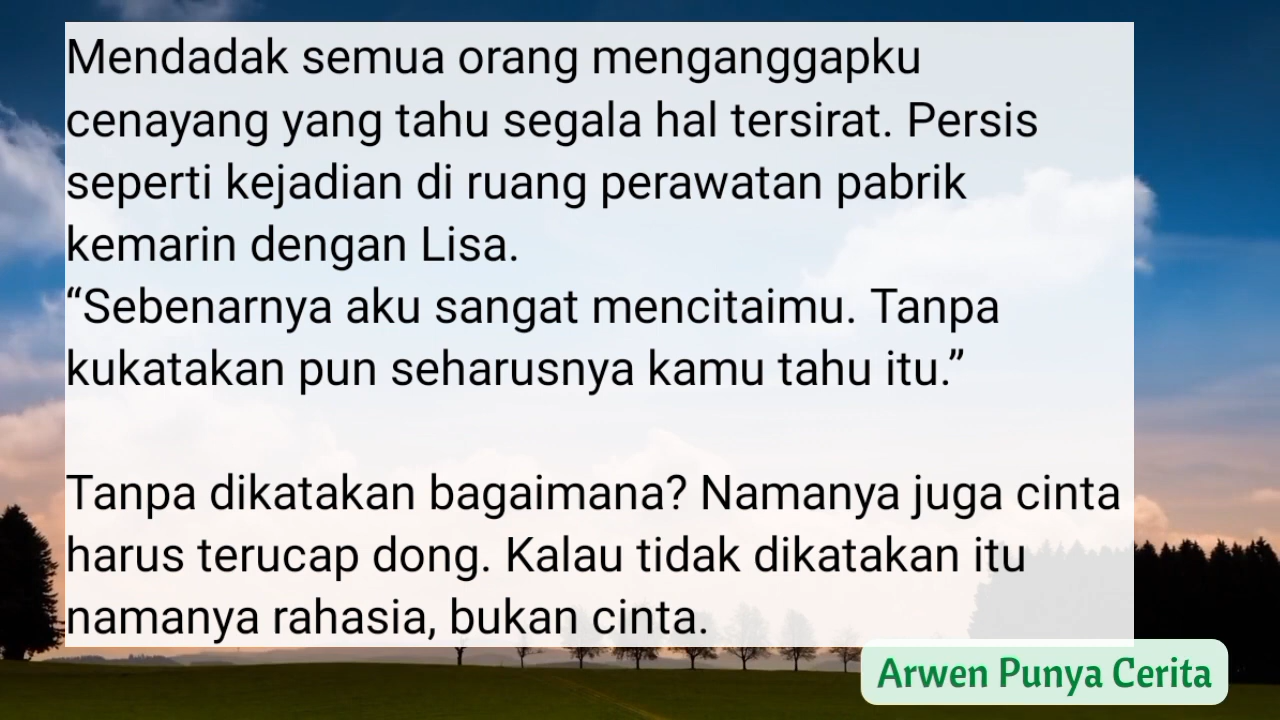 Mendadak semua orang menganggapku
cenayang yang tahu segala hal tersirat. Persis
seperti kejadian di ruang perawatan pabrik
kemarin dengan Lisa.
“Sebenarnya aku sangat mencitaimu. Tanpa
kukatakan pun seharusnya kamu tahu itu.”
Tanpa dikatakan bagaimana? Namanya juga cinta
harus terucap dong. Kalau tidak dikatakan itu
namanya rahasia, bukan cinta.
Arwen Punya Cerita